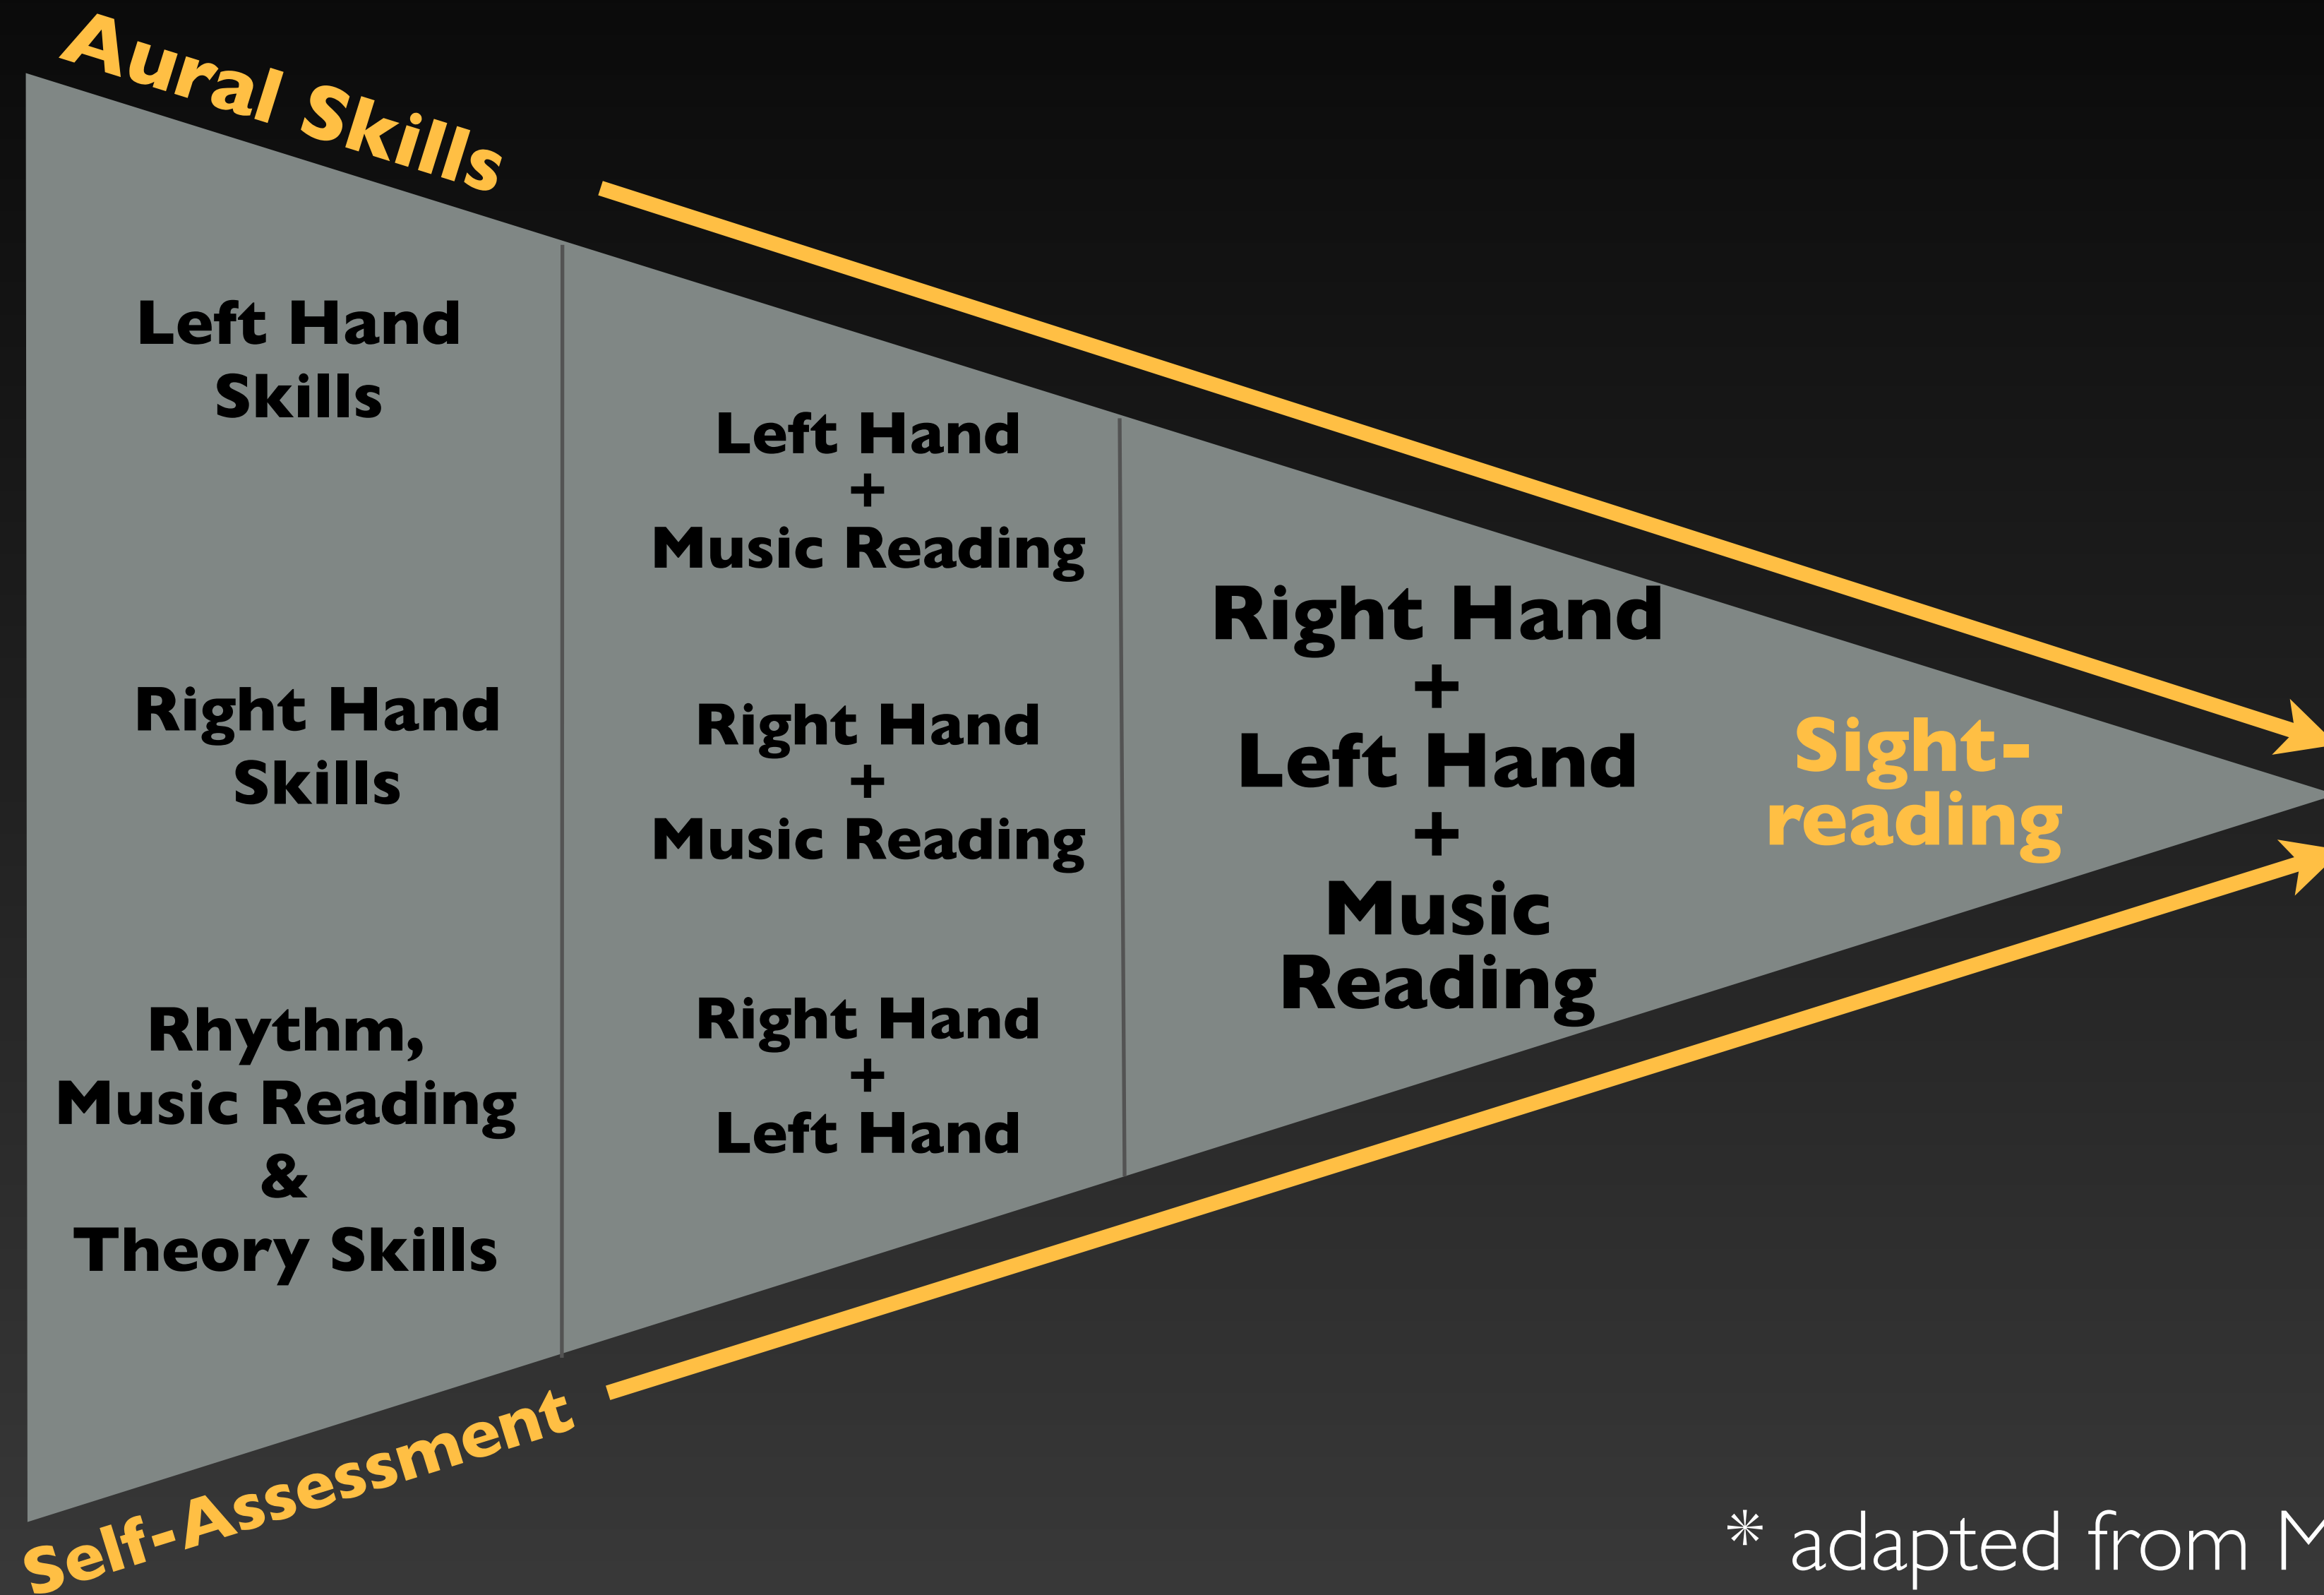 Aural Skills
Left Hand
Skills
Right Hand
Skills
Rhythm,
Music Reading
&
Theory Skills
Left Hand
+
Music Reading
Right Hand
+
Music Reading
Right Hand
+
Left Hand
Right Hand
+
Left Hand
+
Music
Reading
Sight-
reading
Self-Assessment
* adapted from